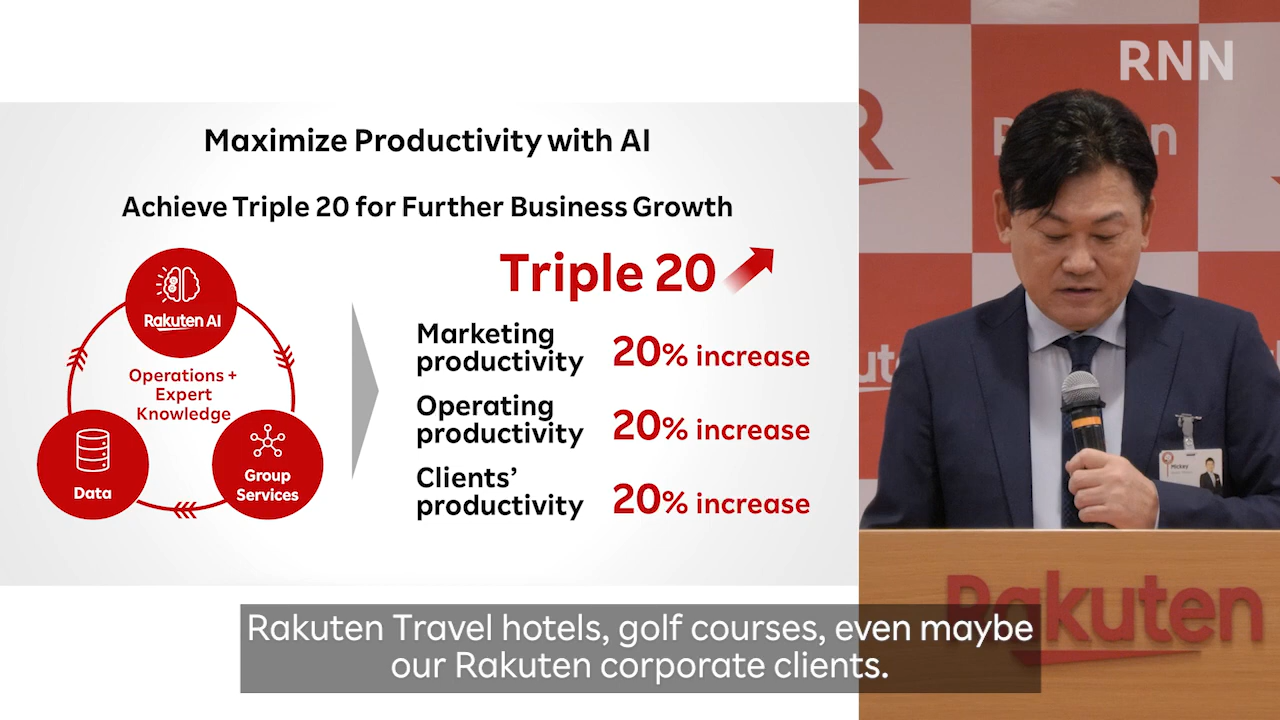 RNN
Maximize Productivity with AI
Achieve Triple 20 for Further Business Growth
Triple 20
Rakuten AI
Operations +
Expert
Knowledge
Data
Group
Services
Marketing
productivity
20% increase
Operating
productivity
20% increase
Clients’
productivity
20% increase
R
Mickey
Rakuten
Rakuten Travel hotels, golf courses, even maybe
our Rakuten corporate clients.